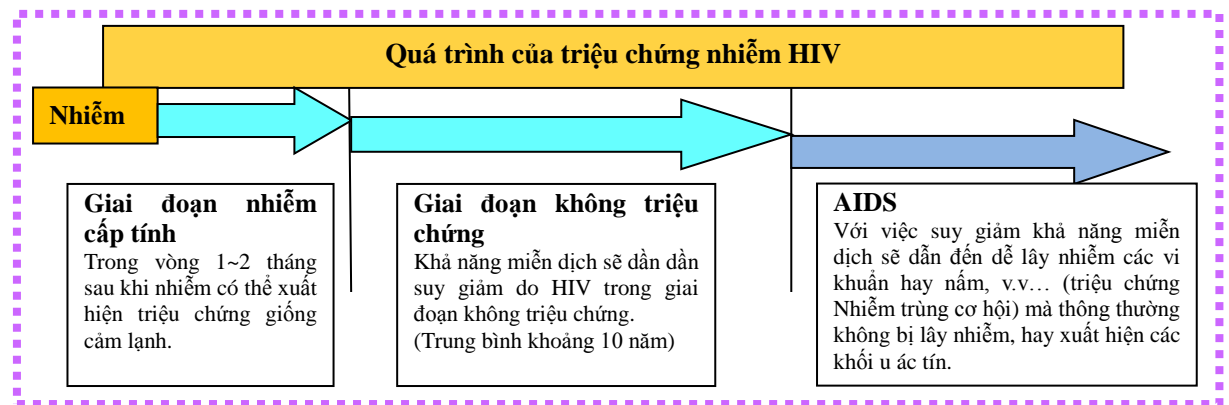 Quá trình của triệu chứng nhiễm HIV
Nhiễm
Giai đoạn nhiễm
cấp tính
Trong vòng 1~2 tháng
sau khi nhiễm có thể xuất
hiện triệu chứng giống
cảm lạnh.
Giai đoạn không triệu
chứng
Khả năng miễn dịch sẽ dần dần
suy giảm do HIV trong giai
đoạn không triệu chứng.
(Trung bình khoảng 10 năm)
AIDS
Với việc suy giảm khả năng miễn
dịch sẽ dẫn đến dễ lây nhiễm các vi
khuẩn hay nấm, v.v… (triệu chứng
Nhiễm trùng cơ hội) mà thông thường
không bị lây nhiễm, hay xuất hiện các
khối u ác tín.